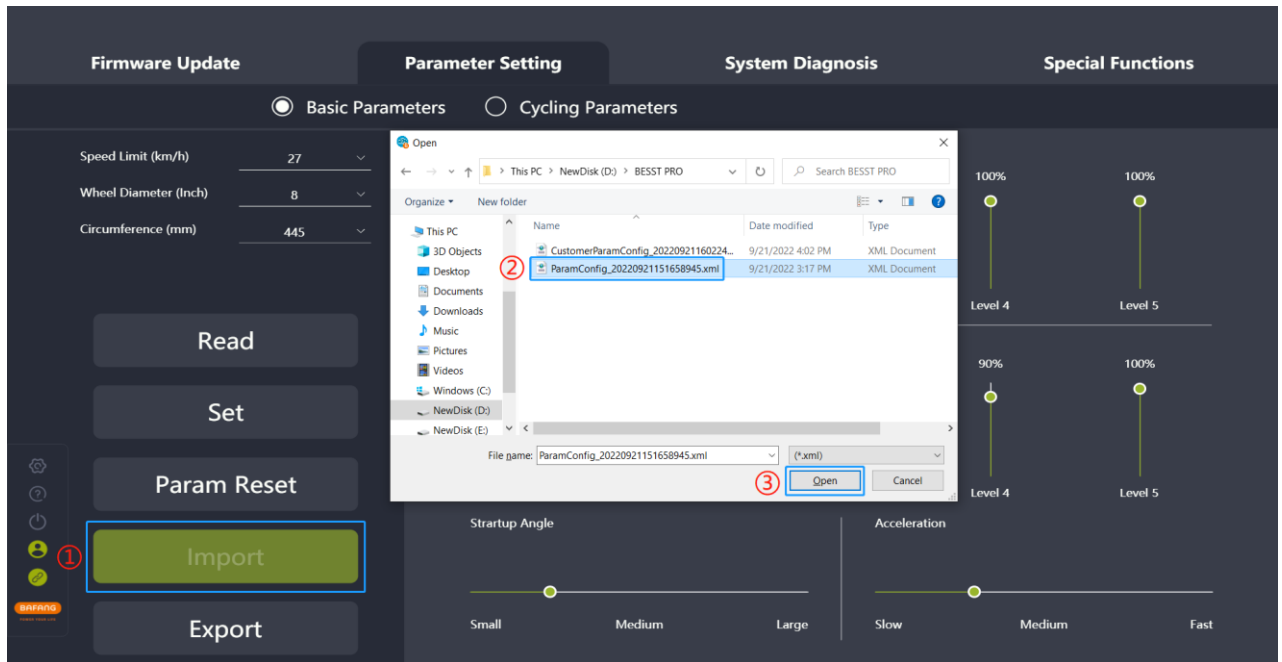 Firmware Update
Parameter Setting
System Diagnosis
Special Functions
Basic Parameters
Cycling Parameters
Speed Limit (km/h) 27
Wheel Diameter (Inch) 8
Circumference (mm) 445
Read
Set
Param Reset
① Import
Export
BAFANG
Open
This PC > NewDisk (D:) > BESST PRO
Search BESST PRO
Organize
New folder
This PC
3D Objects
Desktop
Documents
Downloads
Music
Pictures
Videos
Windows (C:)
NewDisk (D:)
NewDisk (E:)
Name Date modified Type
CustomerParamConfig_20220921160224... 9/21/2022 4:02 PM XML Document
② ParamConfig_20220921151658945.xml 9/21/2022 3:17 PM XML Document
File name: ParamConfig_20220921151658945.xml (*.xml)
③ Open Cancel
100% 100%
Level 4 Level 5
90% 100%
Level 4 Level 5
Strartup Angle
Small Medium Large
Acceleration
Slow Medium Fast